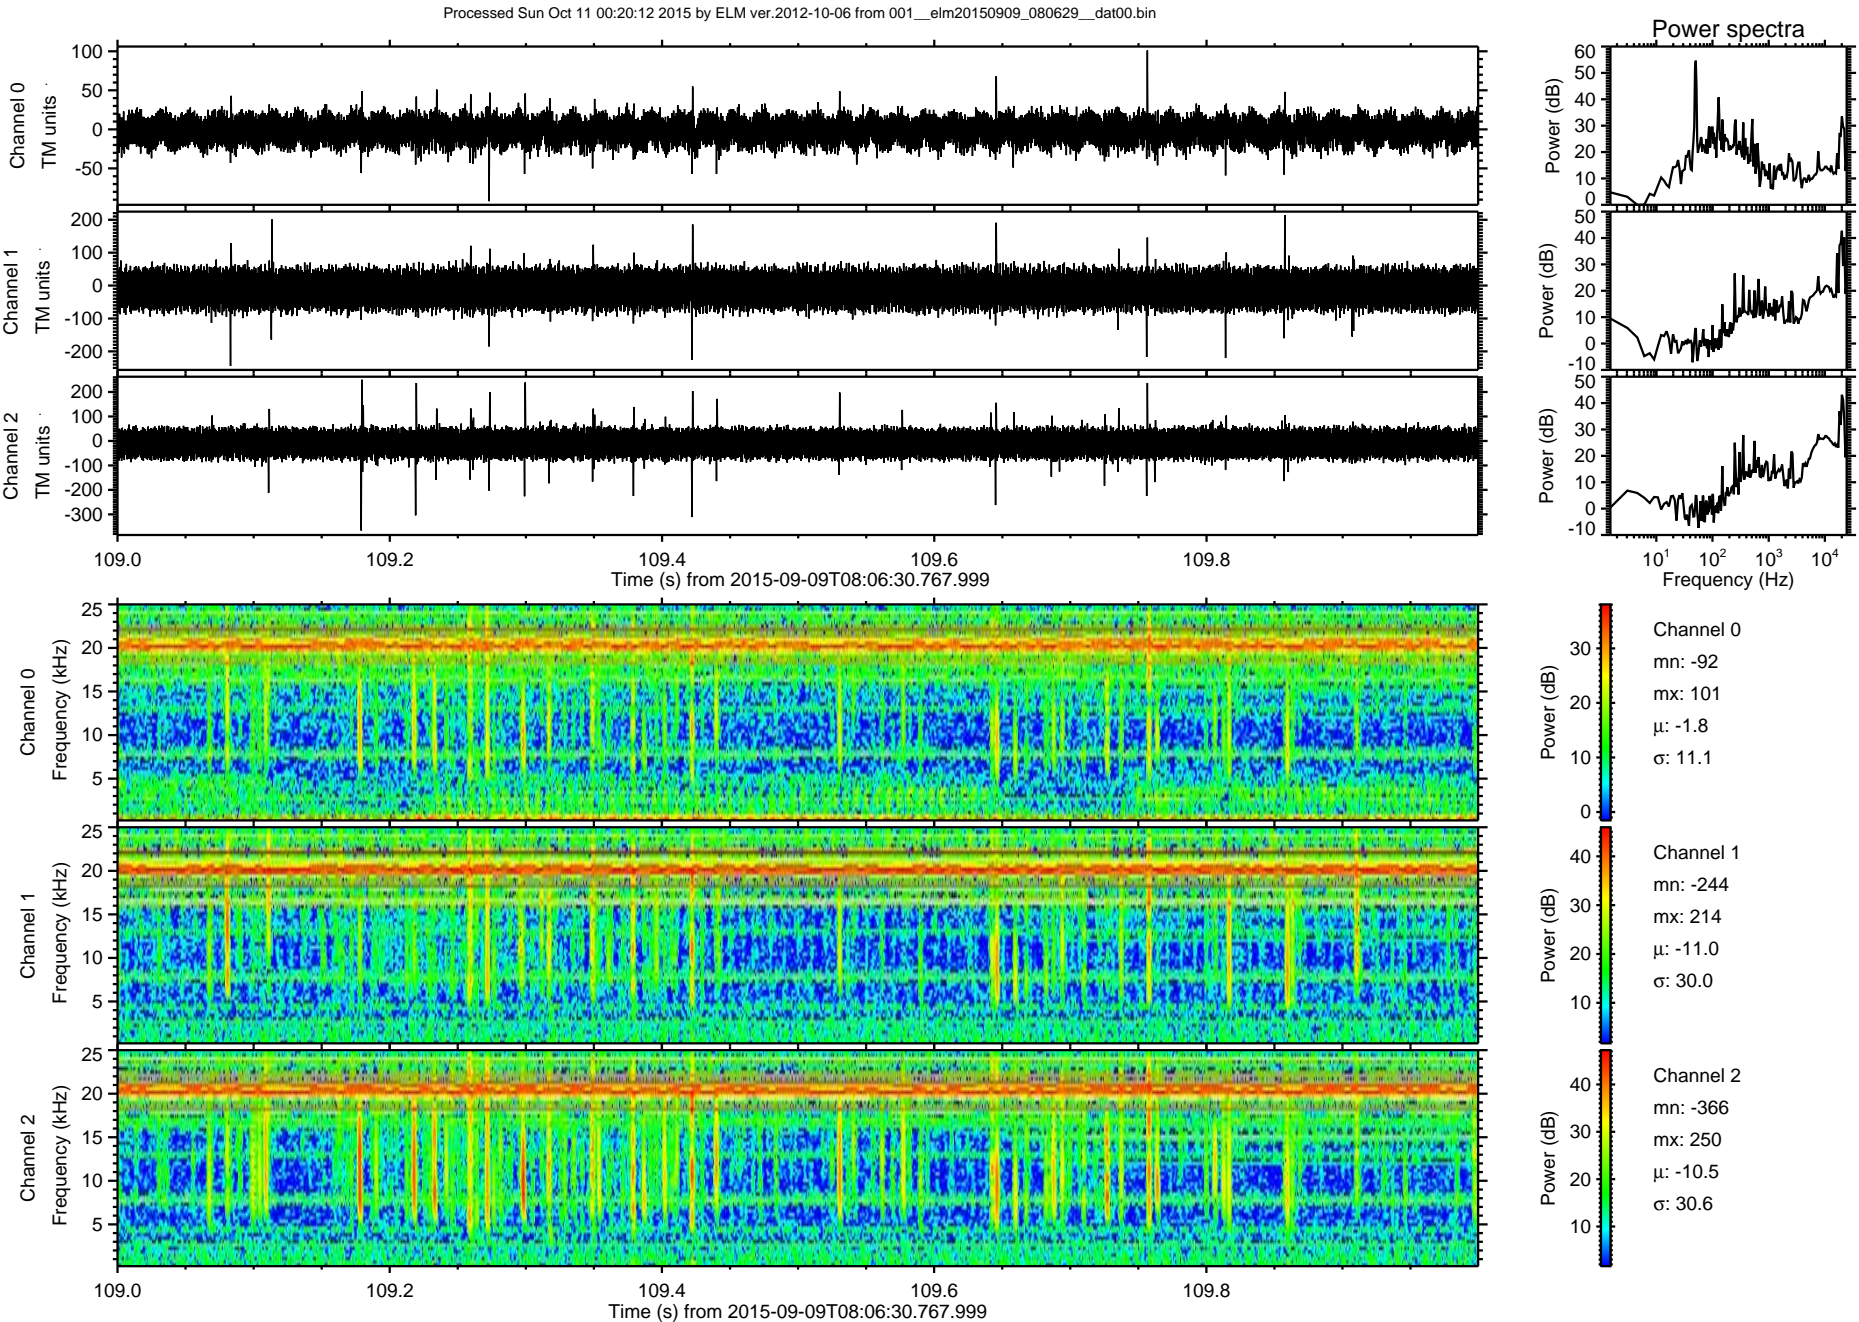 Processed Sun Oct 11 00:20:12 2015 by ELM ver.2012-10-06 from 001__elm20150909_080629__dat00.bin
Power spectra
Channel 0
TM units
100
50
0
-50
Power (dB)
60
50
40
30
20
10
0
Channel 1
TM units
200
100
0
-100
-200
Power (dB)
50
40
30
20
10
0
-10
Channel 2
TM units
200
100
0
-100
-200
-300
Power (dB)
50
40
30
20
10
0
-10
109.0 109.2 109.4 109.6 109.8
Time (s) from 2015-09-09T08:06:30.767.999
10¹ 10² 10³ 10⁴
Frequency (Hz)
Channel 0
Frequency (kHz)
25
20
15
10
5
Power (dB)
30
20
10
0
Channel 0
mn: -92
mx: 101
μ: -1.8
σ: 11.1
Channel 1
Frequency (kHz)
25
20
15
10
5
Power (dB)
40
30
20
10
Channel 1
mn: -244
mx: 214
μ: -11.0
σ: 30.0
Channel 2
Frequency (kHz)
25
20
15
10
5
Power (dB)
40
30
20
10
Channel 2
mn: -366
mx: 250
μ: -10.5
σ: 30.6
109.0 109.2 109.4 109.6 109.8
Time (s) from 2015-09-09T08:06:30.767.999